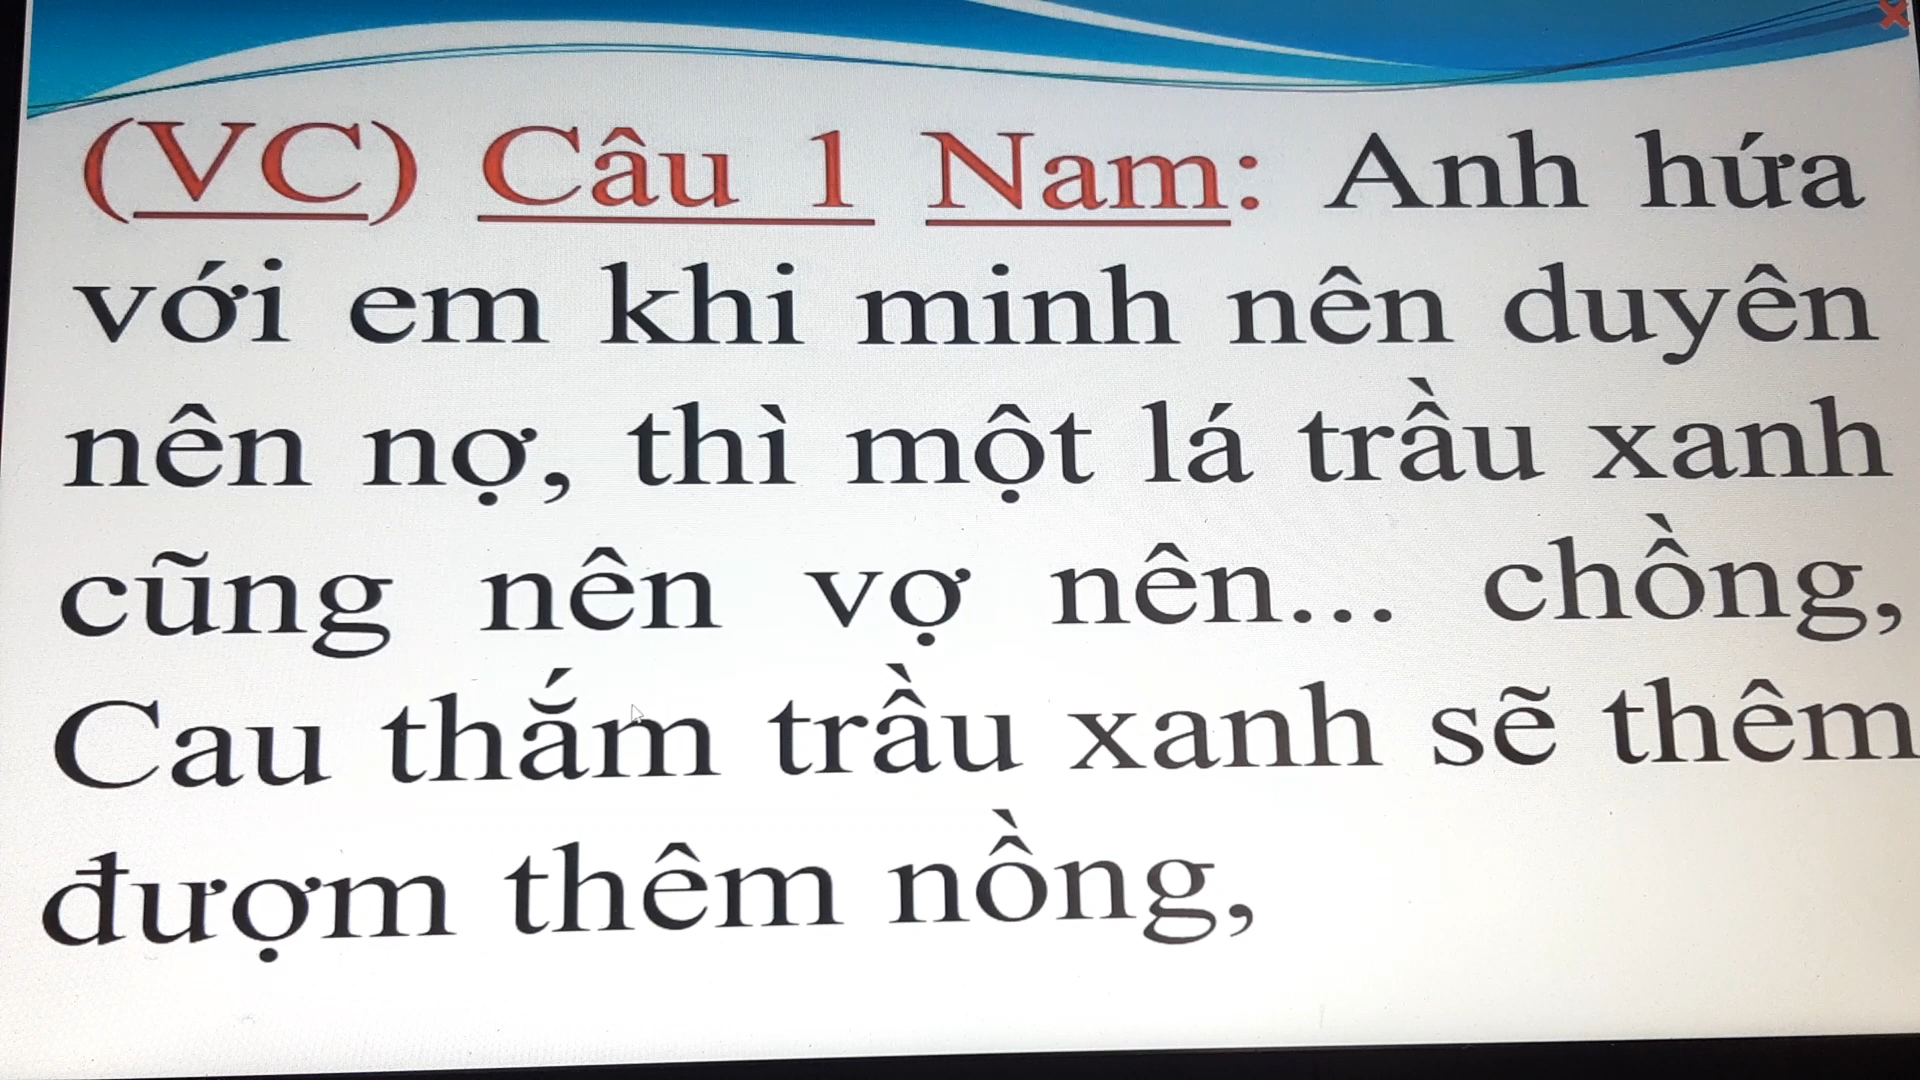 (VC) Câu 1 Nam: Anh hứa
với em khi minh nên duyên
nên nợ, thì một lá trầu xanh
cũng nên vợ nên... chồng,
Cau thắm trầu xanh sẽ thêm
đượm thêm nồng,